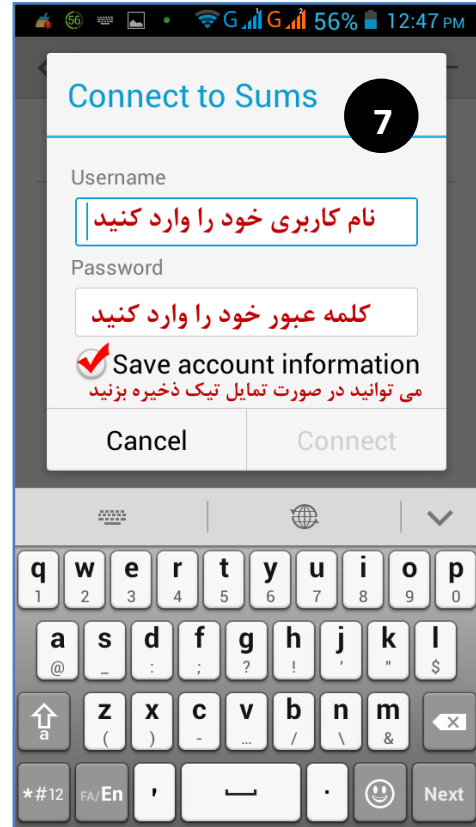 56 G G 56% 12:47 PM
Connect to Sums
7
Username
نام کاربری خود را وارد کنید
Password
کلمه عبور خود را وارد کنید
Save account information
می توانید در صورت تمایل تیک ذخیره بزنید
Cancel Connect
q w e r t y u i o p
1 2 3 4 5 6 7 8 9 0
a s d f g h j k l
@ _ : ; ? ! ' " $
a z x c v b n m
( ) - ... / \ &
*#12 FA/En ' . Next